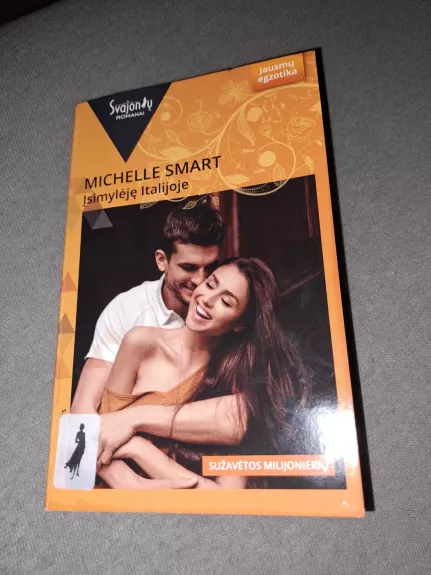 Svajonių
ROMANAI
Jausmų
egzotika
MICHELLE SMART
Įsimylėję Italijoje
SUŽAVĖTOS MILIJONIERIŲ